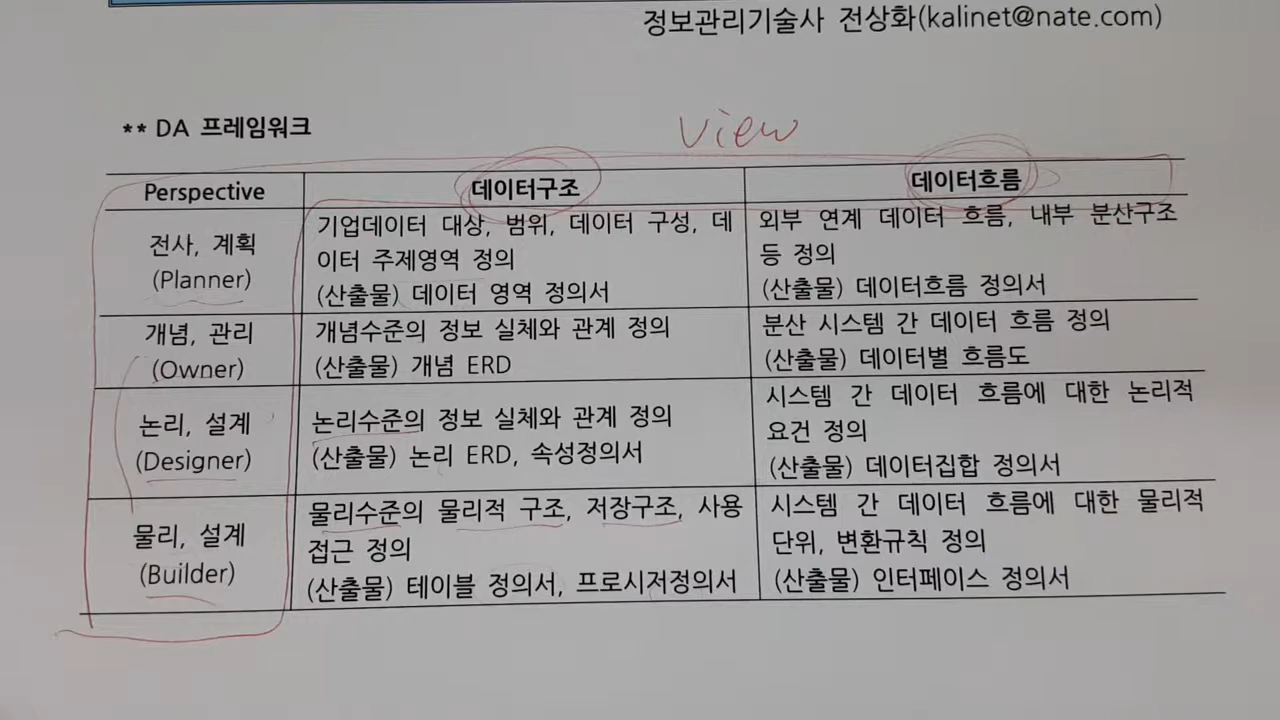 정보관리기술사 전상화(kalinet@nate.com)
** DA 프레임워크
view
Perspective
데이터구조
데이터흐름
전사, 계획
(Planner)
기업데이터 대상, 범위, 데이터 구성, 데
이터 주제영역 정의
(산출물) 데이터 영역 정의서
외부 연계 데이터 흐름, 내부 분산구조
등 정의
(산출물) 데이터흐름 정의서
개념, 관리
(Owner)
개념수준의 정보 실체와 관계 정의
(산출물) 개념 ERD
분산 시스템 간 데이터 흐름 정의
(산출물) 데이터별 흐름도
논리, 설계
(Designer)
논리수준의 정보 실체와 관계 정의
(산출물) 논리 ERD, 속성정의서
시스템 간 데이터 흐름에 대한 논리적
요건 정의
(산출물) 데이터집합 정의서
물리, 설계
(Builder)
물리수준의 물리적 구조, 저장구조, 사용
접근 정의
(산출물) 테이블 정의서, 프로시저정의서
시스템 간 데이터 흐름에 대한 물리적
단위, 변환규칙 정의
(산출물) 인터페이스 정의서